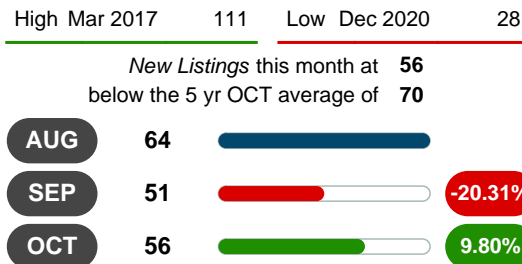 High Mar 2017 111 Low Dec 2020 28
New Listings this month at 56
below the 5 yr OCT average of 70
AUG 64
SEP 51 -20.31%
OCT 56 9.80%